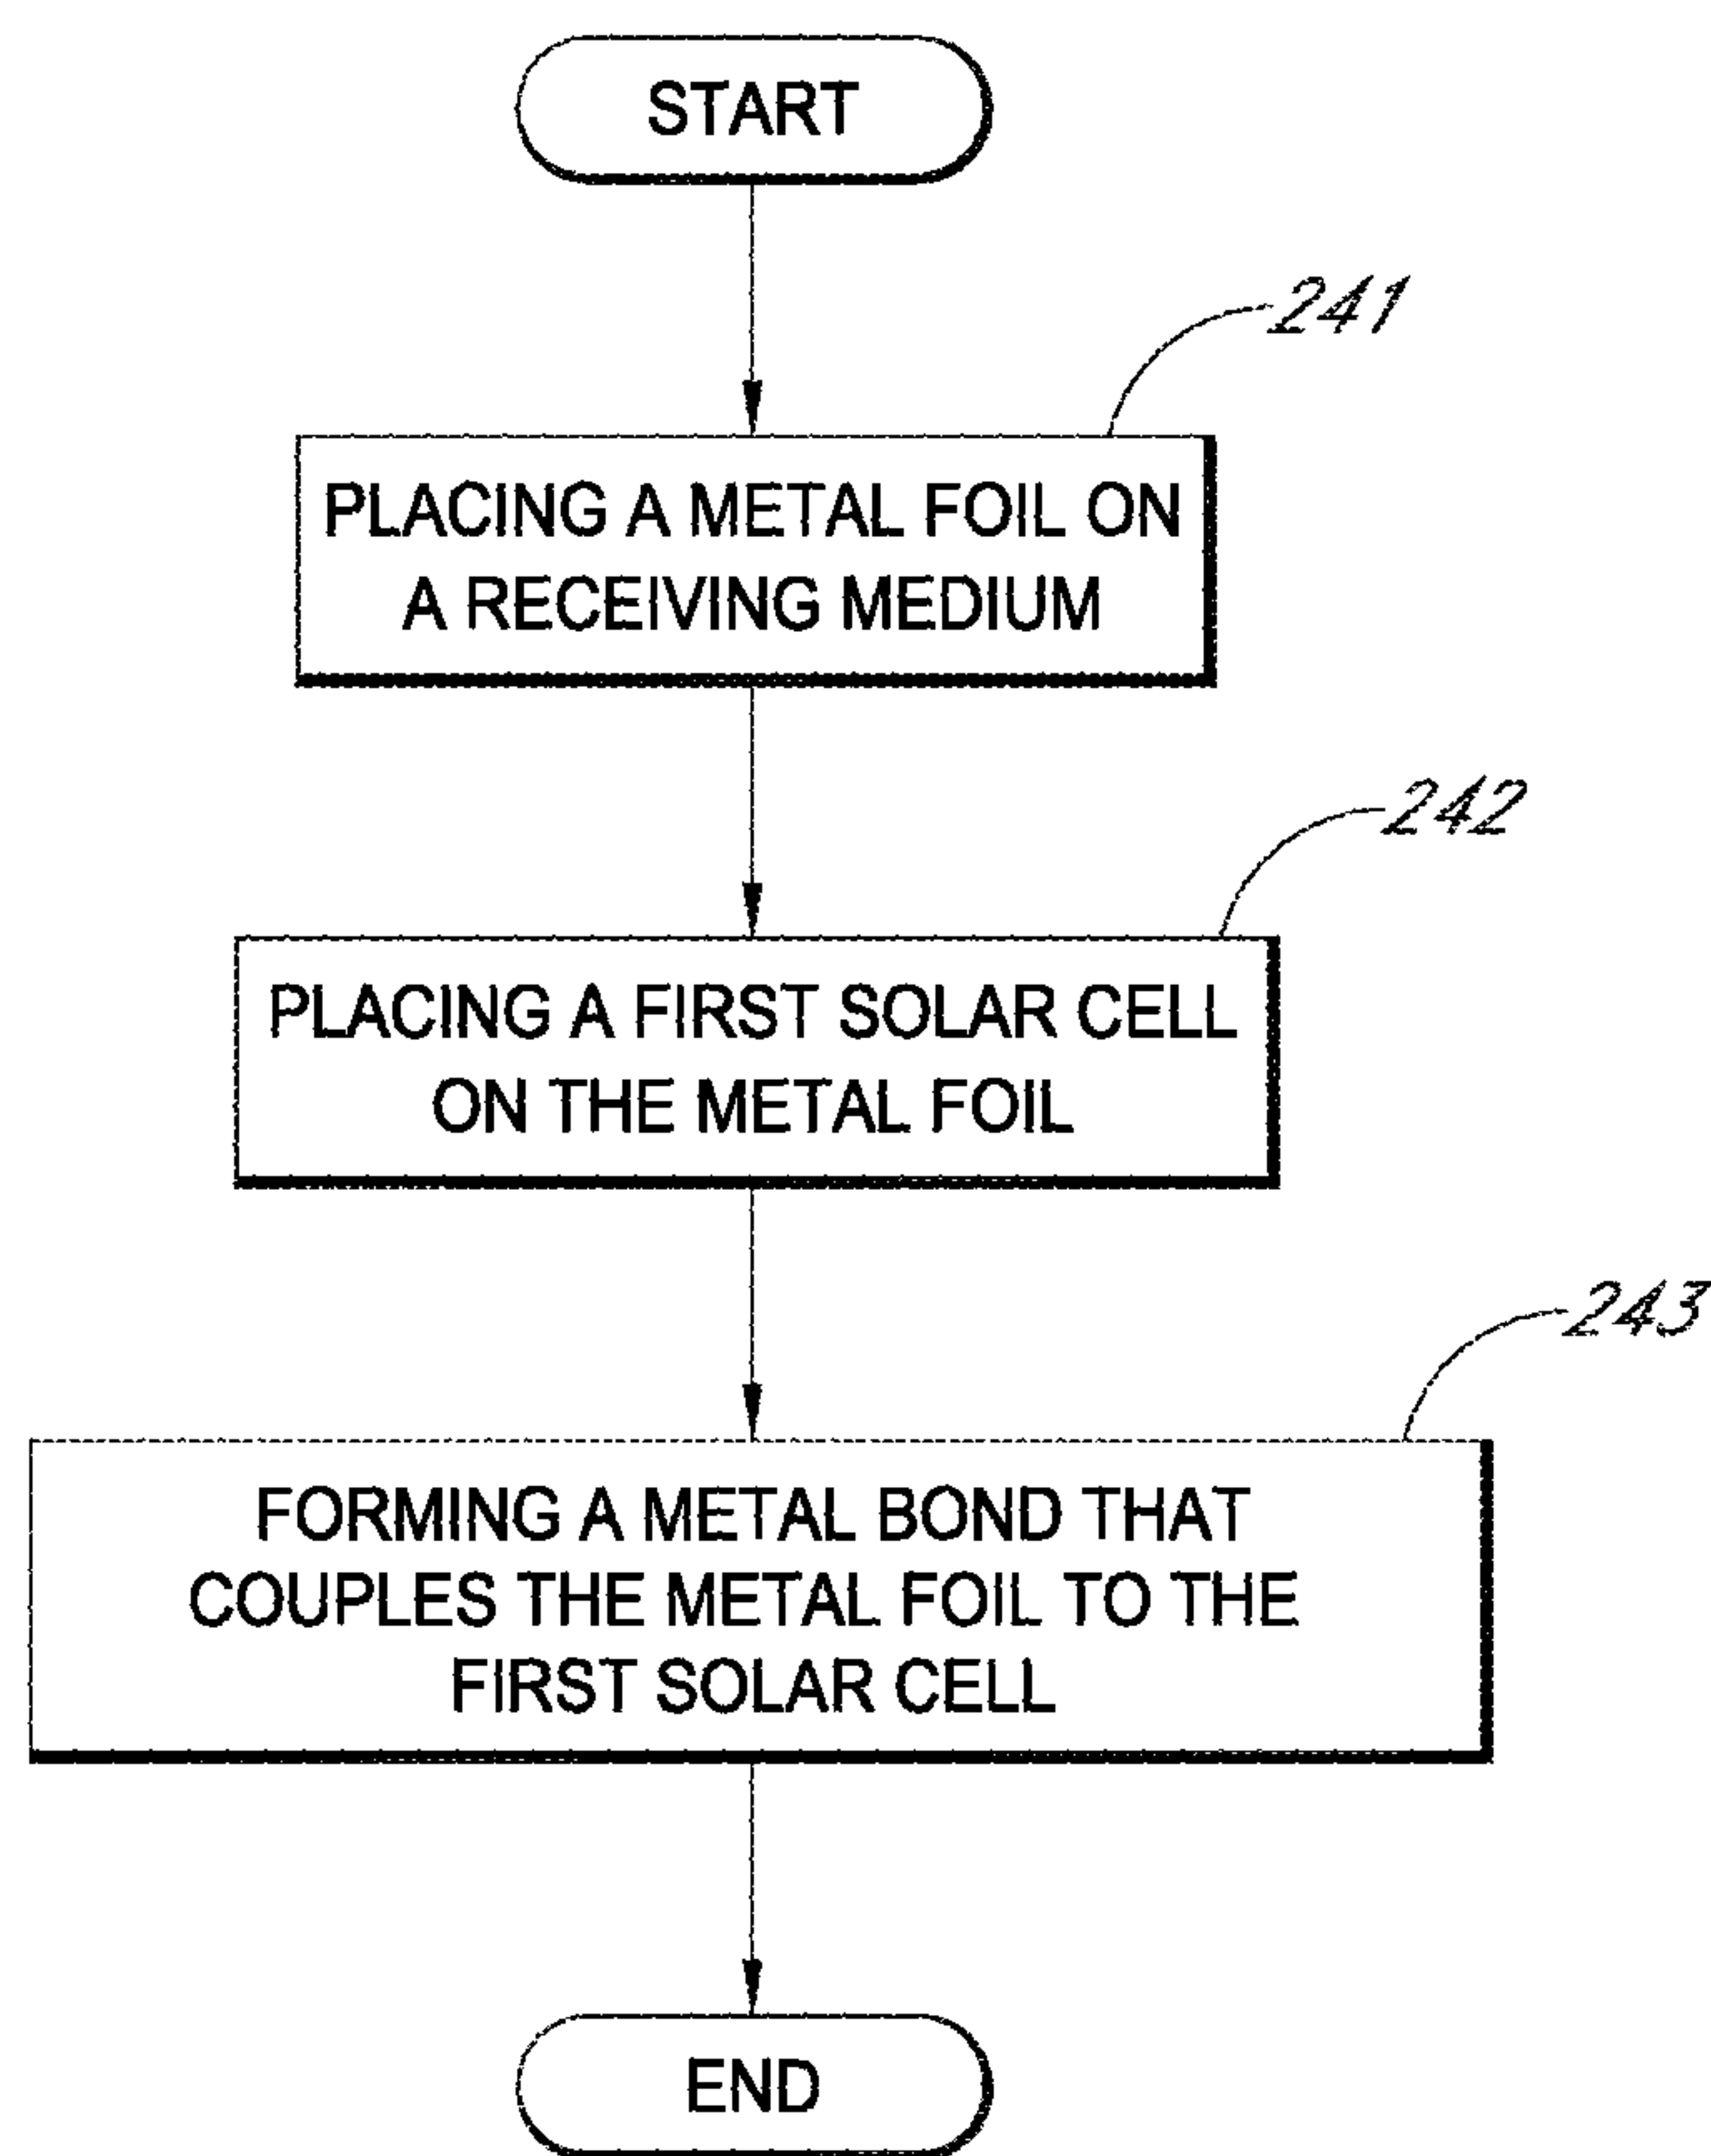 START
241
PLACING A METAL FOIL ON
A RECEIVING MEDIUM
242
PLACING A FIRST SOLAR CELL
ON THE METAL FOIL
243
FORMING A METAL BOND THAT
COUPLES THE METAL FOIL TO THE
FIRST SOLAR CELL
END